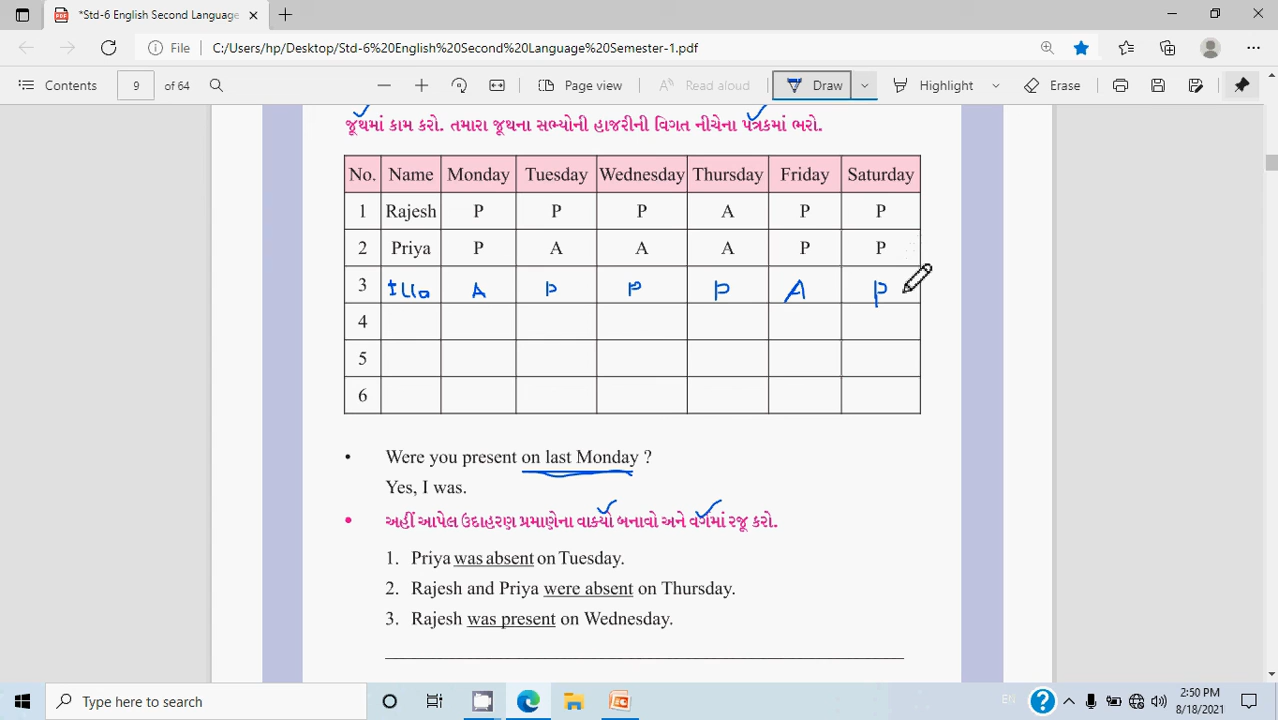 *Std-6 English Second Language
File
C:/Users/hp/Desktop/Std-6%20English%20Second%20Language%20Semester-1.pdf
Contents 9 of 64 Page view Read aloud Draw Highlight Erase
જૂથમાં કામ કરો. તમારા જૂથના સભ્યોની હાજરીની વિગત નીચેના પત્રકમાં ભરો.
No. Name Monday Tuesday Wednesday Thursday Friday Saturday
1 Rajesh P P P A P P
2 Priya P A A A P P
3 Illa A P P P A P
4
5
6
• Were you present on last Monday ?
Yes, I was.
• અહીં આપેલ ઉદાહરણ પ્રમાણેના વાક્યો બનાવો અને વર્ગમાં રજૂ કરો.
1. Priya was absent on Tuesday.
2. Rajesh and Priya were absent on Thursday.
3. Rajesh was present on Wednesday.
Type here to search
EN
2:50 PM
8/18/2021